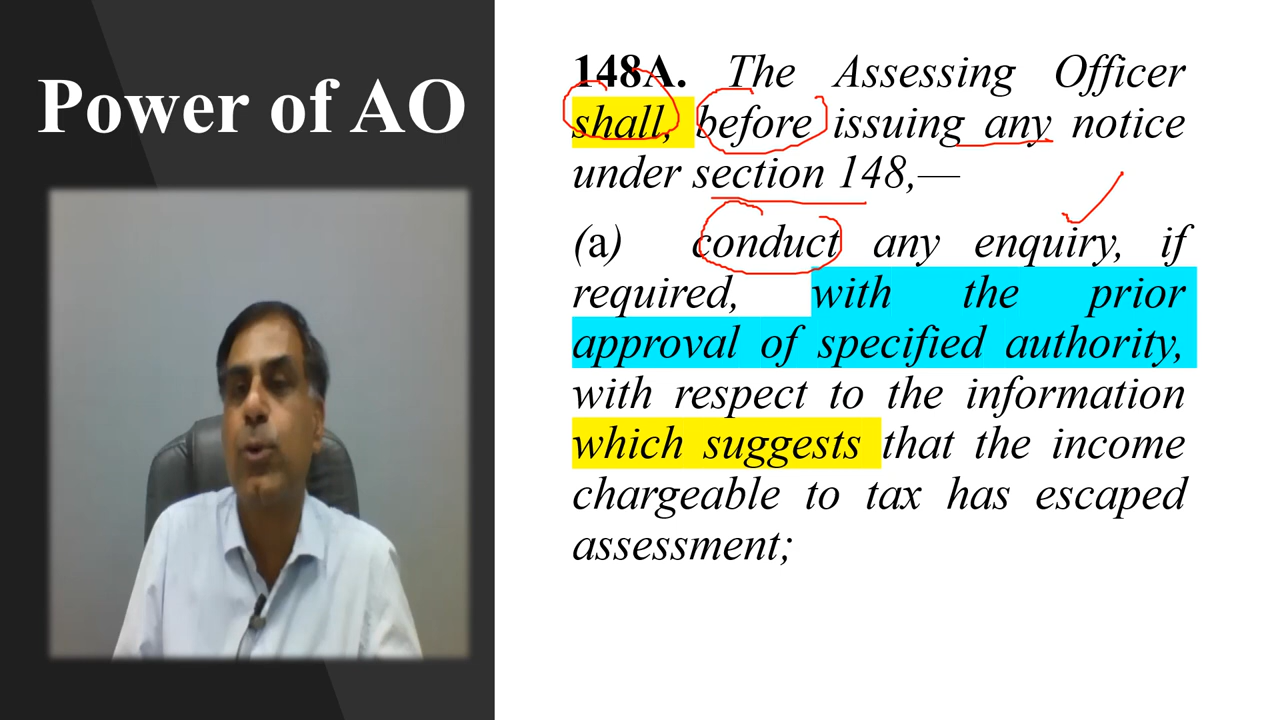 Power of AO
148A. The Assessing Officer
shall, before issuing any notice
under section 148,—
(a) conduct any enquiry, if
required, with the prior
approval of specified authority,
with respect to the information
which suggests that the income
chargeable to tax has escaped
assessment;